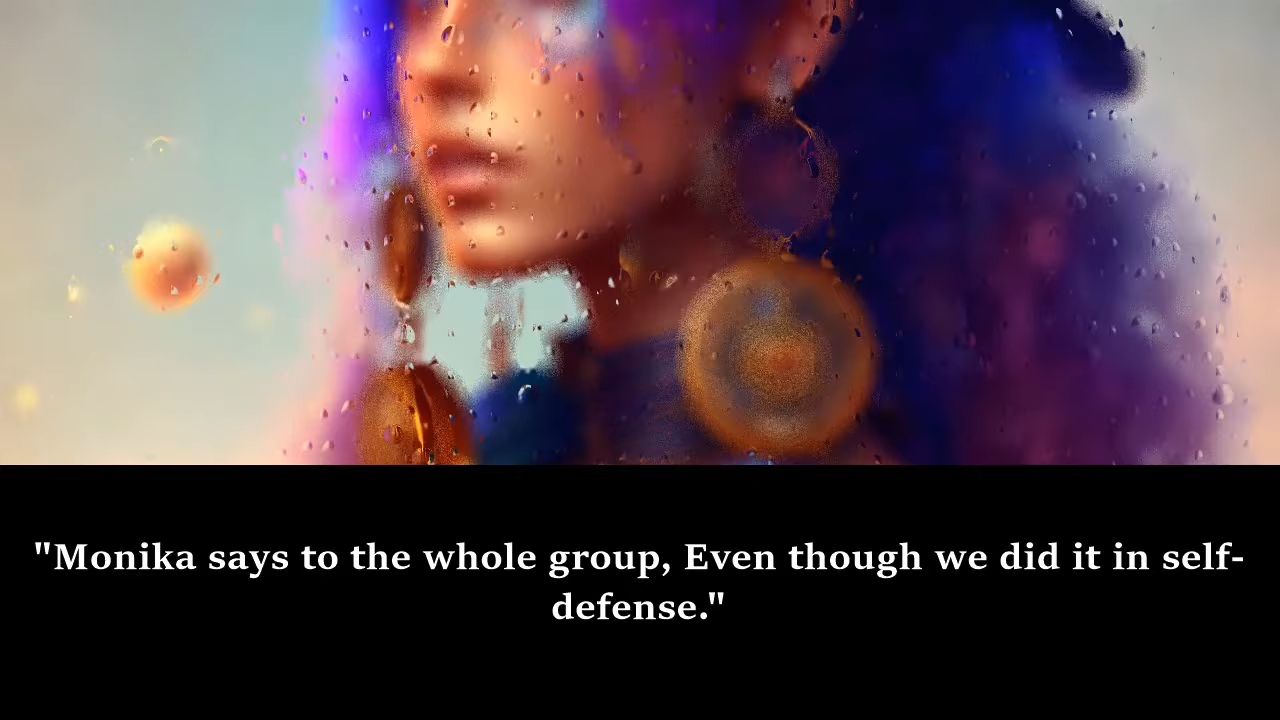 "Monika says to the whole group, Even though we did it in self-
defense."